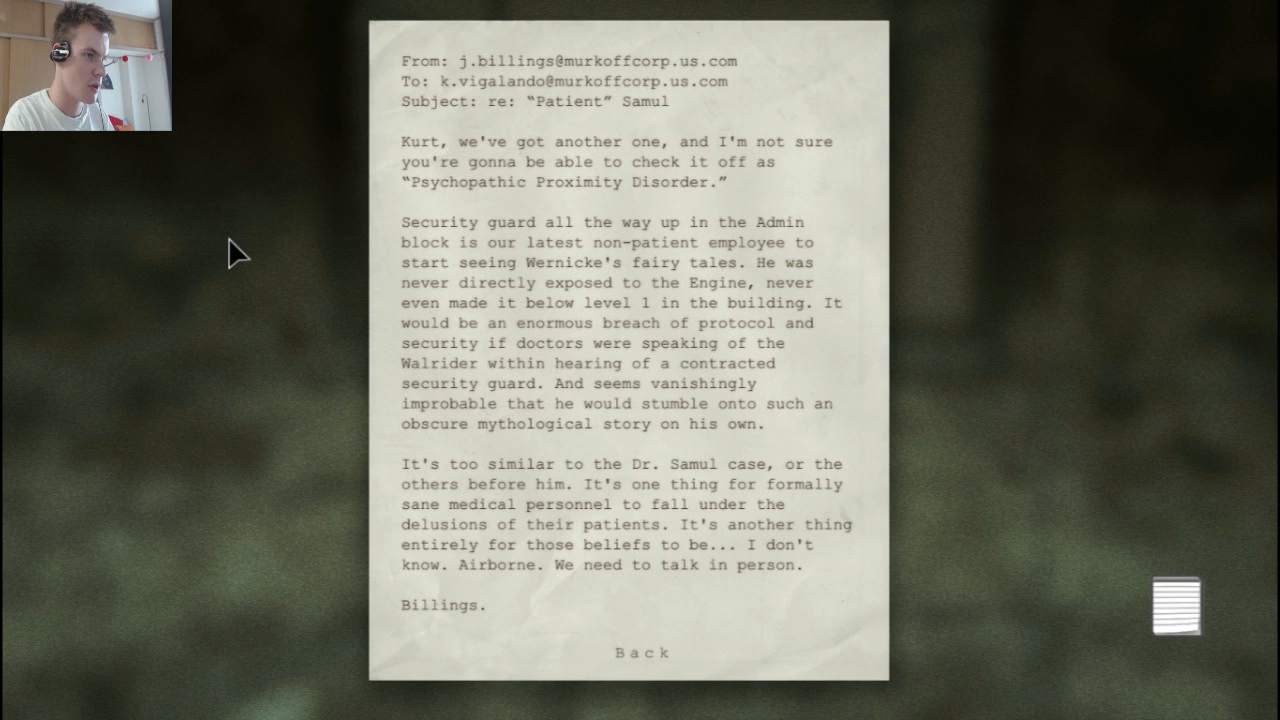 From: j.billings@murkoffcorp.us.com
To: k.vigalando@murkoffcorp.us.com
Subject: re: “Patient” Samul
Kurt, we've got another one, and I'm not sure
you're gonna be able to check it off as
“Psychopathic Proximity Disorder.”
Security guard all the way up in the Admin
block is our latest non-patient employee to
start seeing Wernicke's fairy tales. He was
never directly exposed to the Engine, never
even made it below level 1 in the building. It
would be an enormous breach of protocol and
security if doctors were speaking of the
Walrider within hearing of a contracted
security guard. And seems vanishingly
improbable that he would stumble onto such an
obscure mythological story on his own.
It's too similar to the Dr. Samul case, or the
others before him. It's one thing for formally
sane medical personnel to fall under the
delusions of their patients. It's another thing
entirely for those beliefs to be... I don't
know. Airborne. We need to talk in person.
Billings.
Back